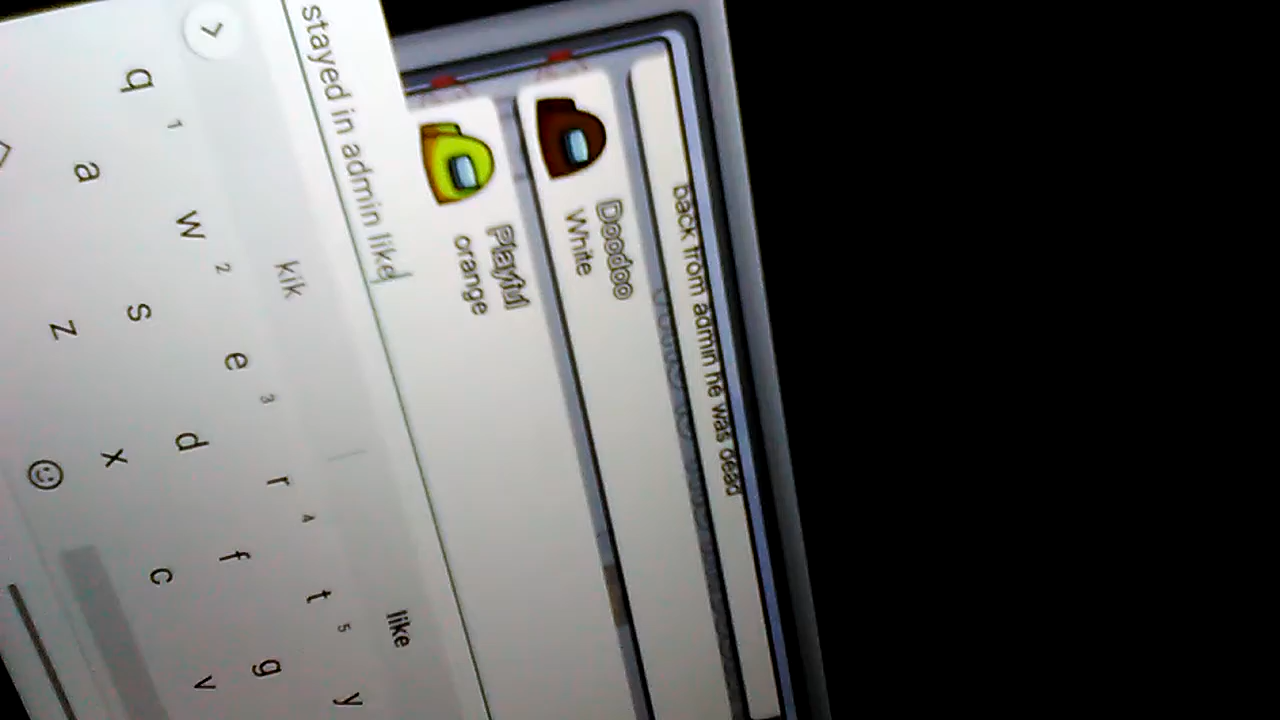 back from admin he was dead
Doodoo
White
Playful
orange
stayed in admin like
kik
like
q 1 w 2 e 3 r 4 t 5 y
a s d f g
z x c v